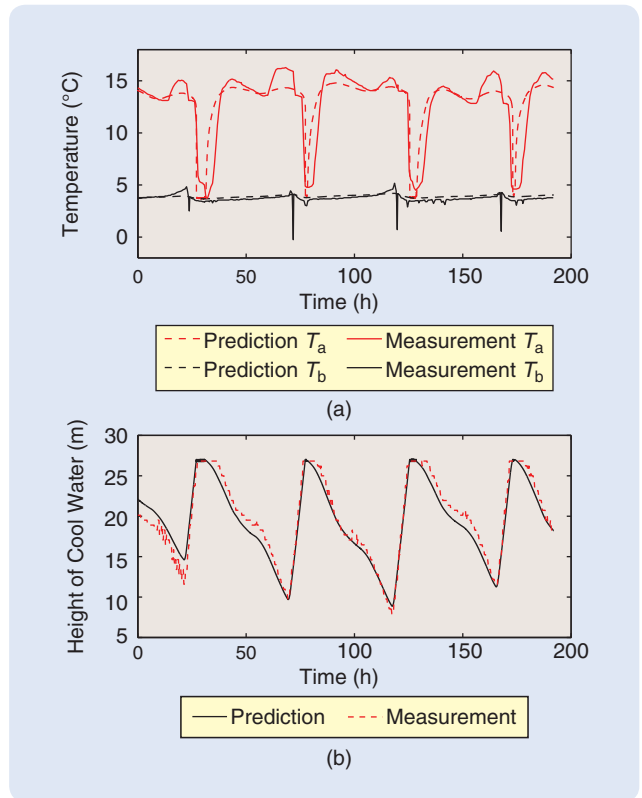 Temperature (°C)
15
10
5
0
0 50 100 150 200
Time (h)
Prediction Ta Measurement Ta
Prediction Tb Measurement Tb
(a)
Height of Cool Water (m)
30
25
20
15
10
5
0 50 100 150 200
Time (h)
Prediction Measurement
(b)